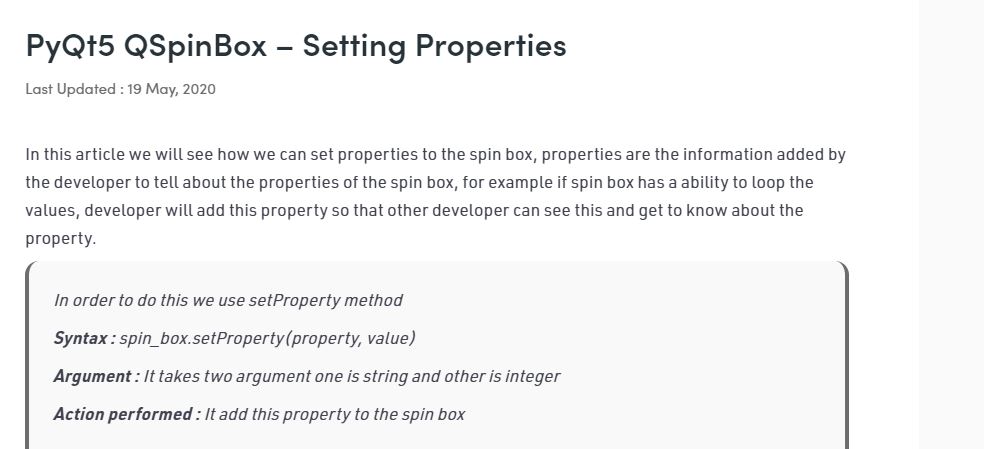 PyQt5 QSpinBox – Setting Properties
Last Updated : 19 May, 2020
In this article we will see how we can set properties to the spin box, properties are the information added by
the developer to tell about the properties of the spin box, for example if spin box has a ability to loop the
values, developer will add this property so that other developer can see this and get to know about the
property.
In order to do this we use setProperty method
Syntax : spin_box.setProperty(property, value)
Argument : It takes two argument one is string and other is integer
Action performed : It add this property to the spin box